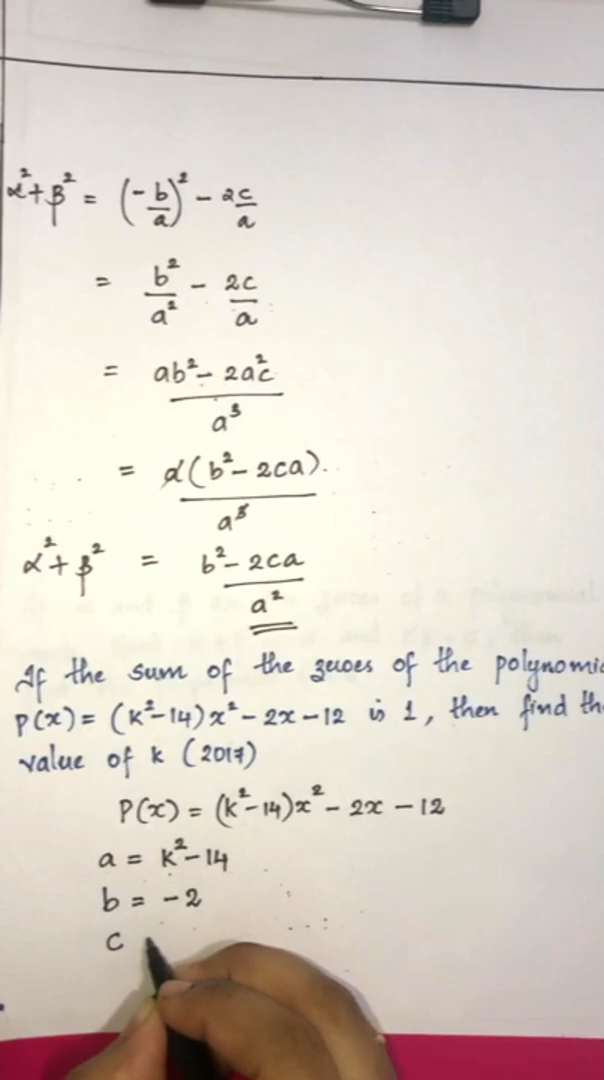 α² + β² = (-b/a)² - 2c/a
= b²/a² - 2c/a
= (ab² - 2a²c)/a³
= a(b² - 2ca)/a³
α² + β² = (b² - 2ca)/a²
If the sum of the zeroes of the polynomia
P(x) = (k²-14)x² - 2x - 12 is 1, then find th
value of k (2017)
P(x) = (k²-14)x² - 2x - 12
a = k² - 14
b = -2
C